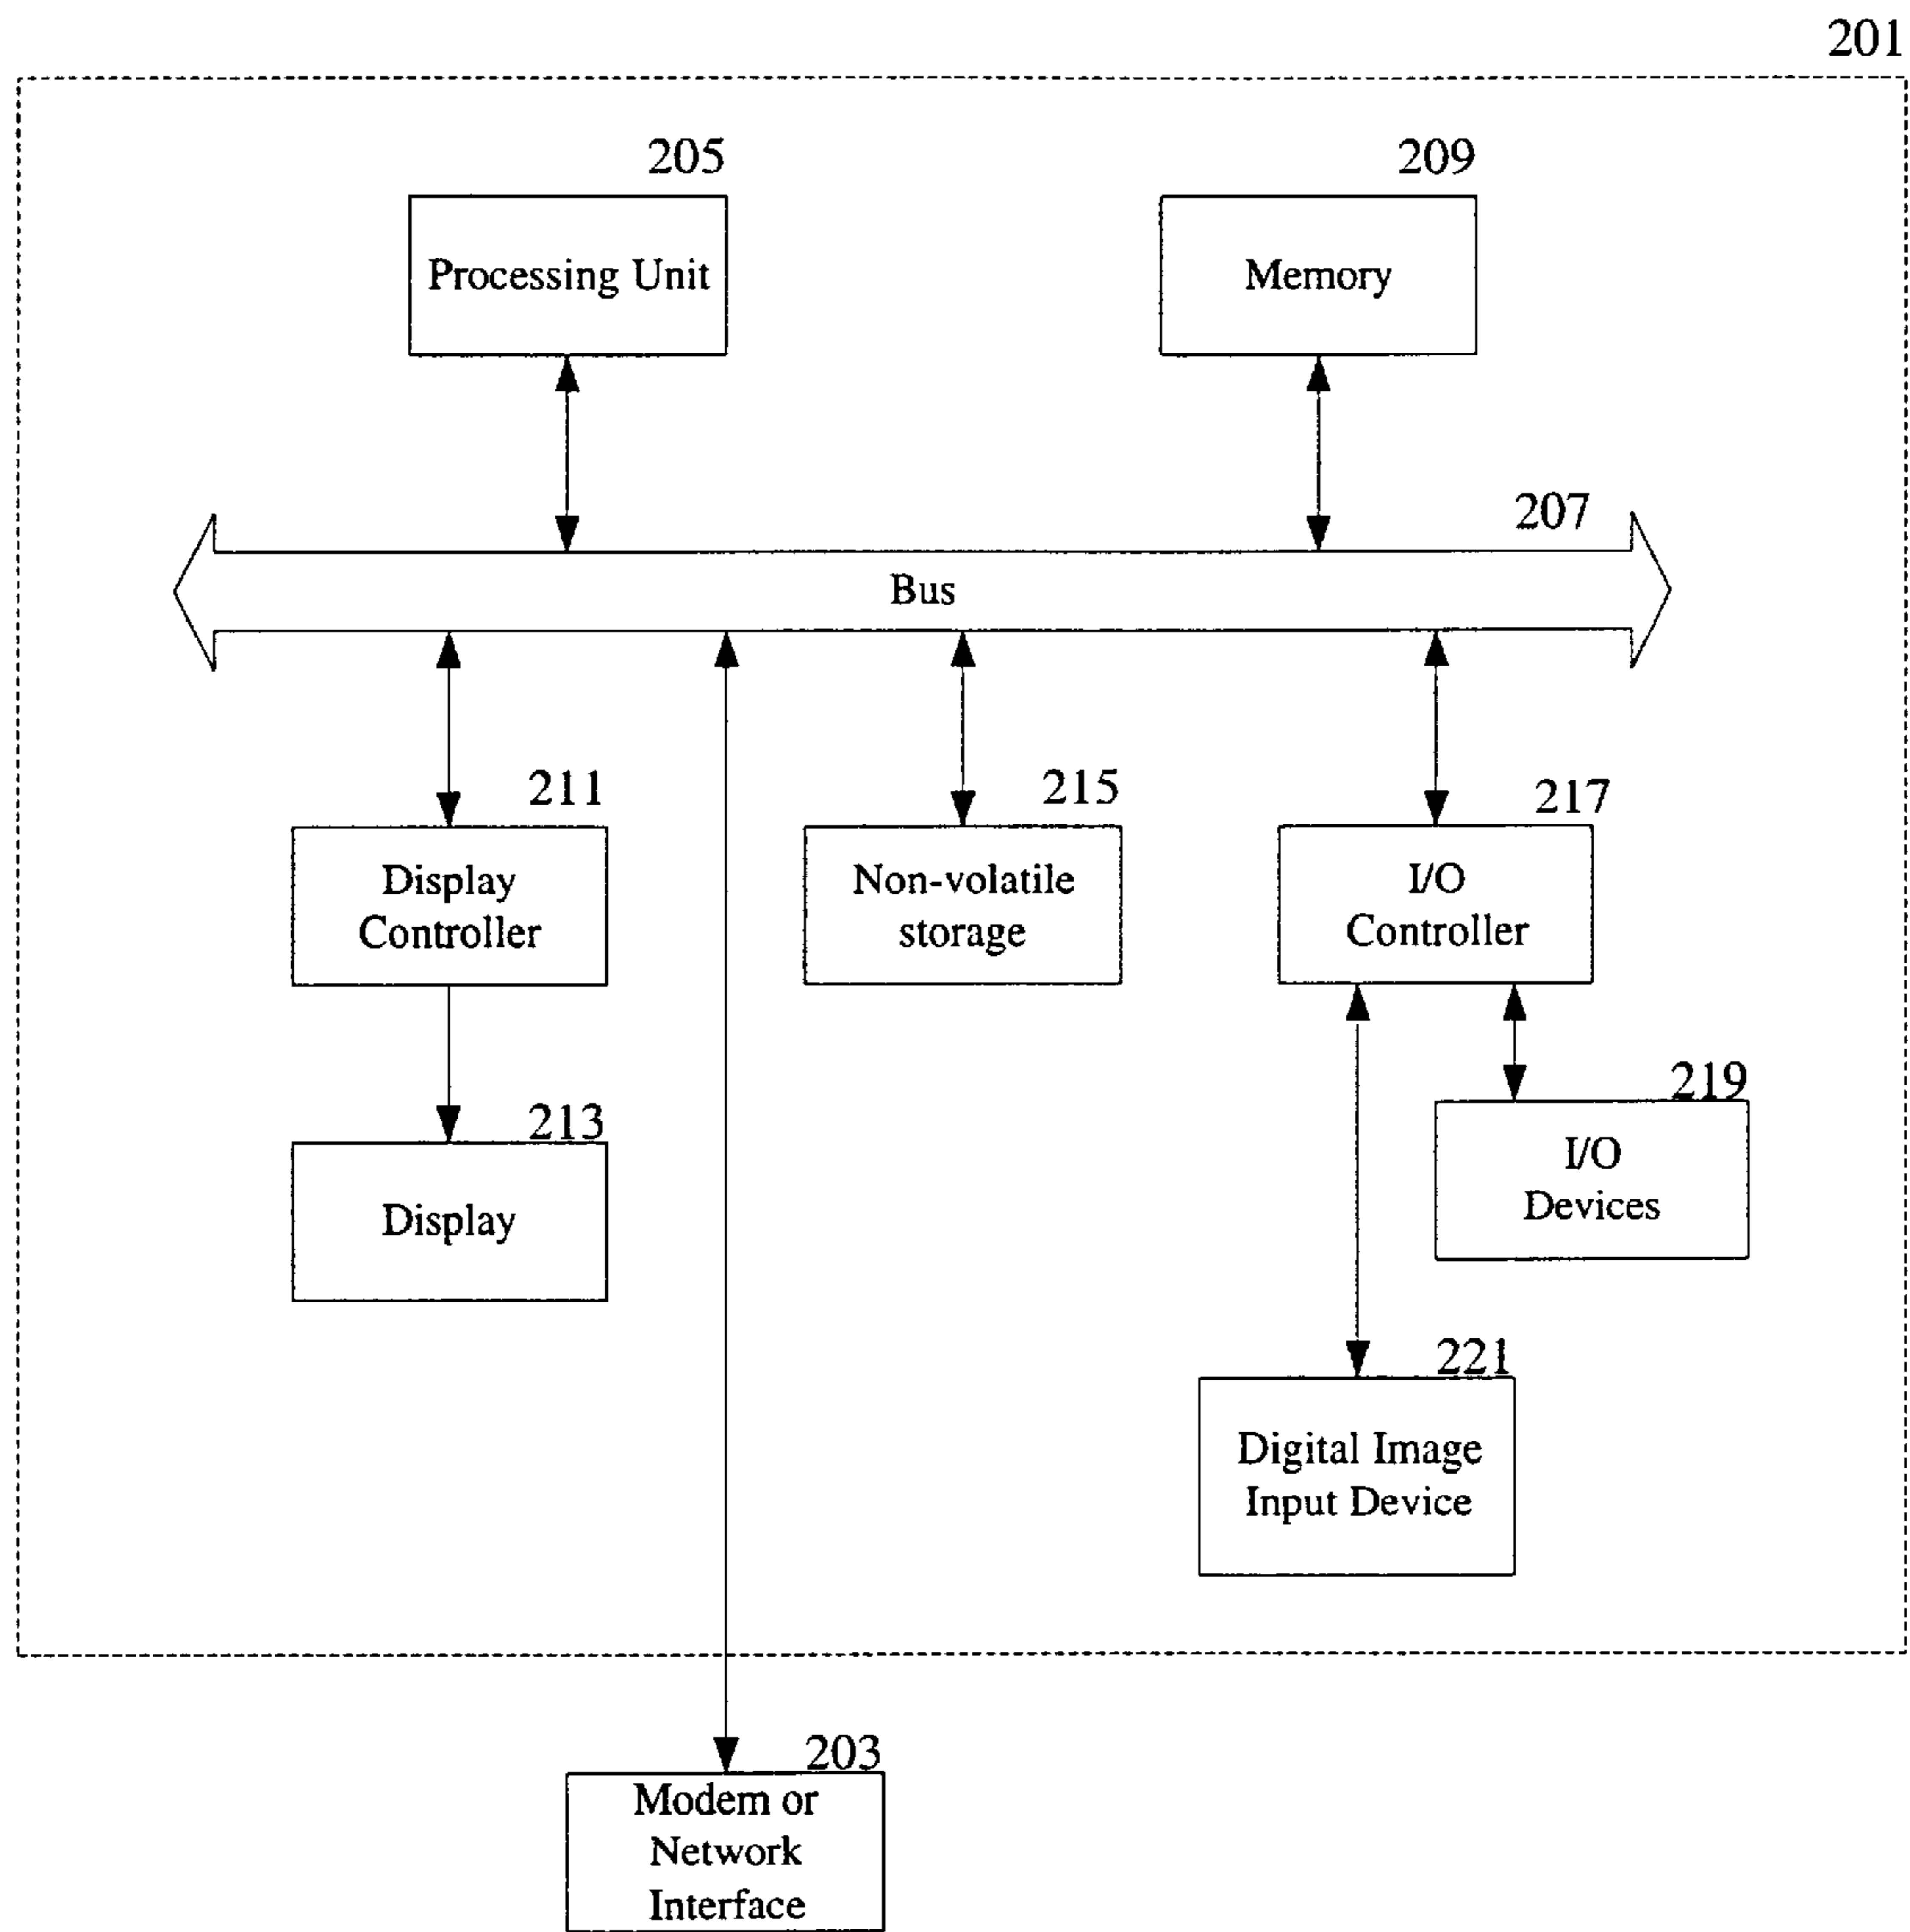 201
205
209
Processing Unit
Memory
207
Bus
211
215
217
Display
Controller
Non-volatile
storage
I/O
Controller
213
219
Display
I/O
Devices
221
Digital Image
Input Device
203
Modem or
Network
Interface